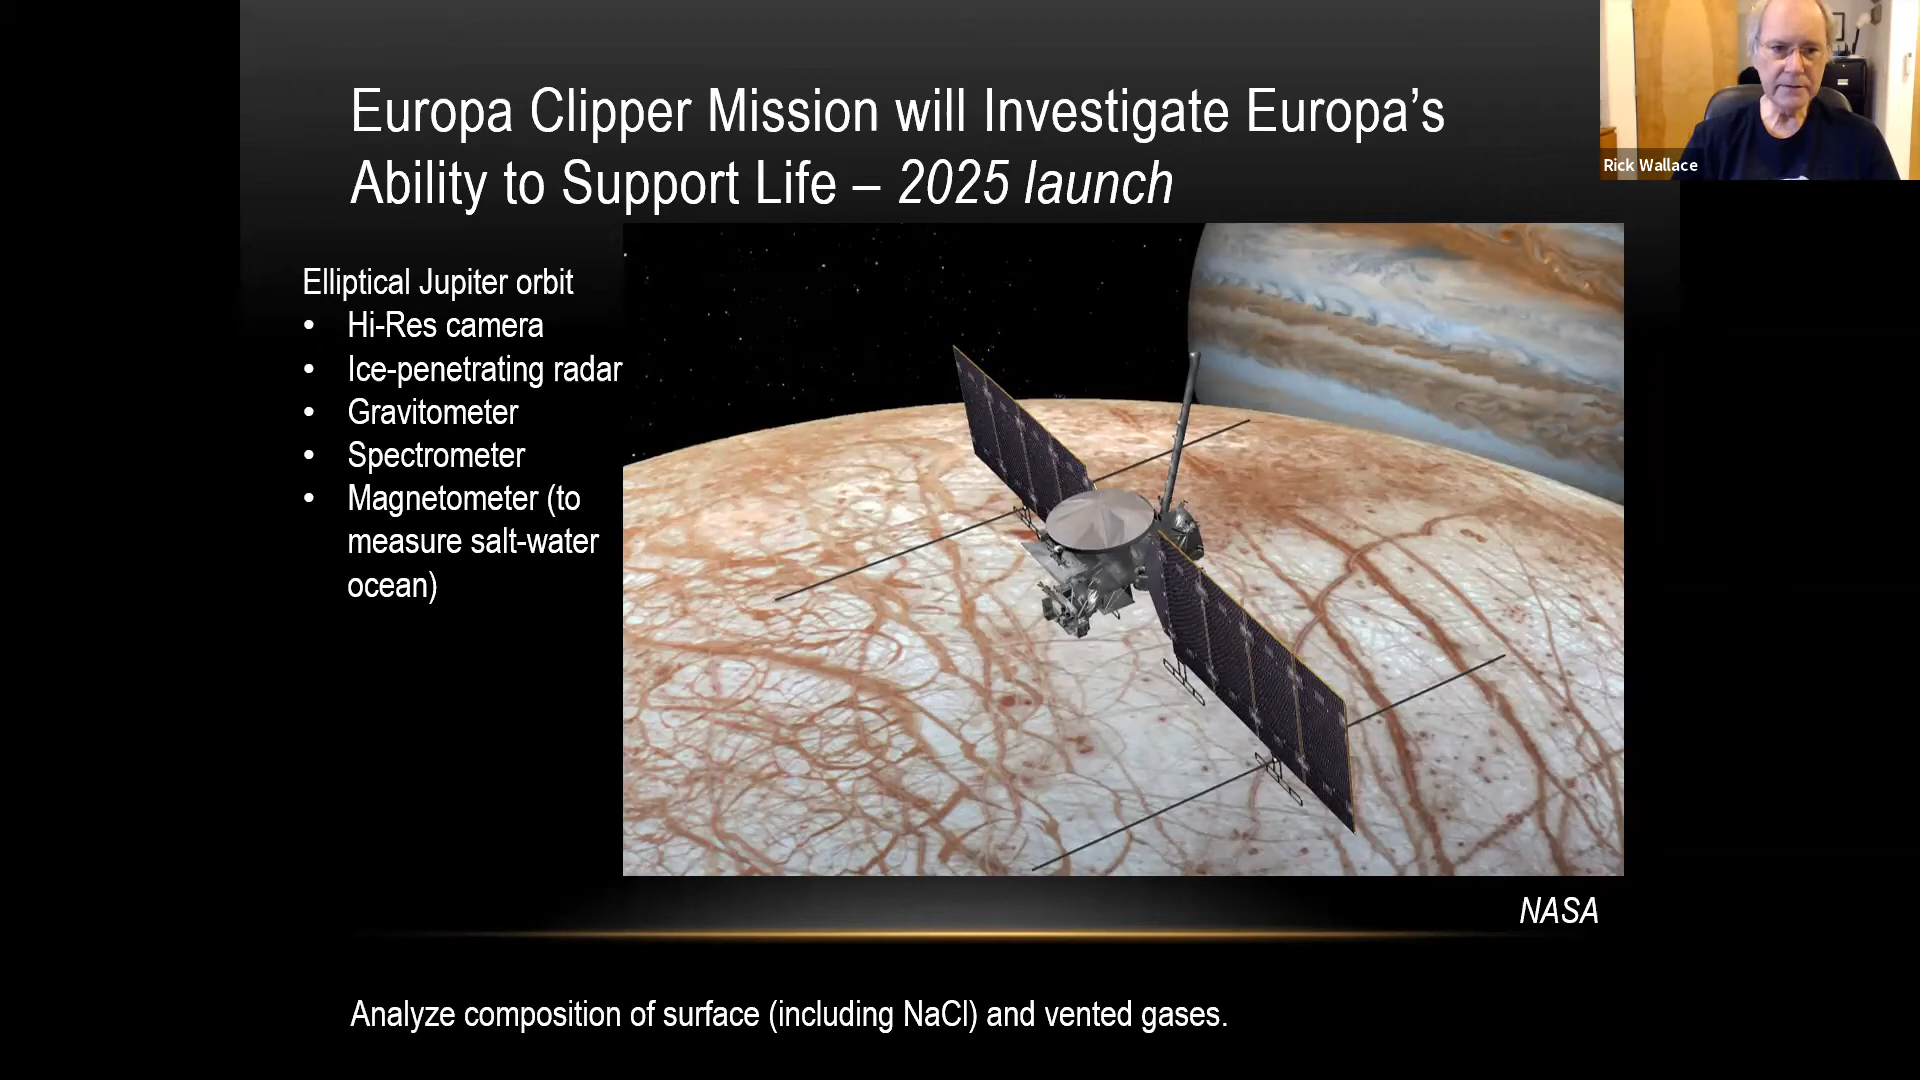 Europa Clipper Mission will Investigate Europa’s
Ability to Support Life – 2025 launch
Rick Wallace
Elliptical Jupiter orbit
• Hi-Res camera
• Ice-penetrating radar
• Gravitometer
• Spectrometer
• Magnetometer (to
measure salt-water
ocean)
NASA
Analyze composition of surface (including NaCl) and vented gases.